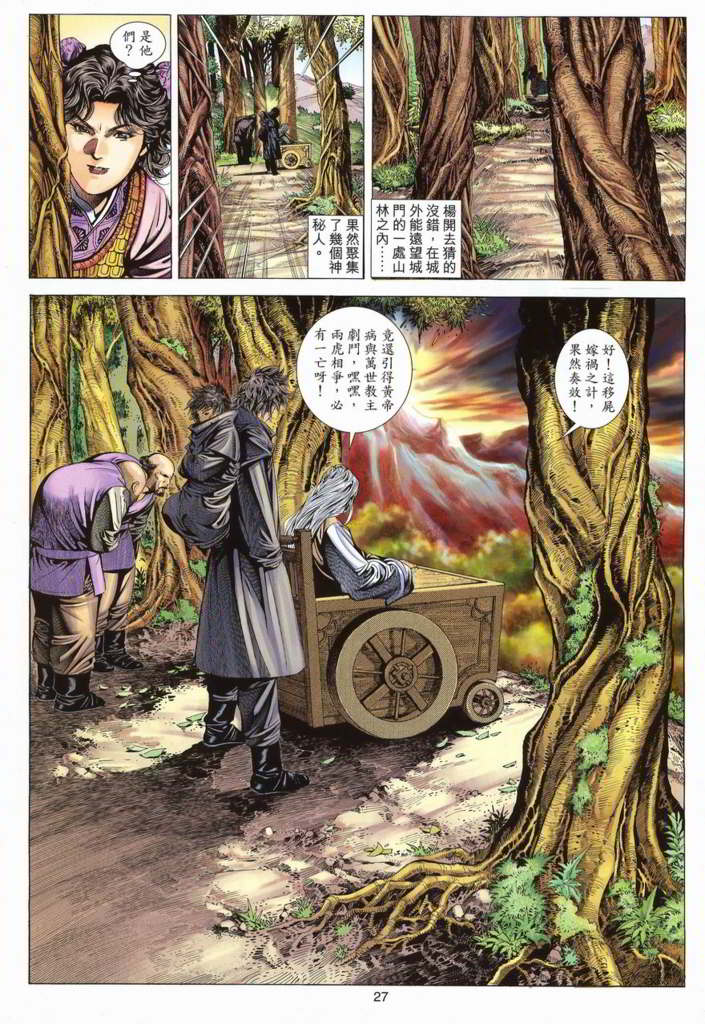 楊開去猜的
沒錯，在城
外能遠望城
門的一處山
林之內……
果然聚集
了幾個神
秘人。
是他
們？
好！這移屍
嫁禍之計，
果然奏效！
竟還引得黃帝
病與萬世教主
劇鬥，嘿嘿，
兩虎相爭，必
有一亡呀！
27